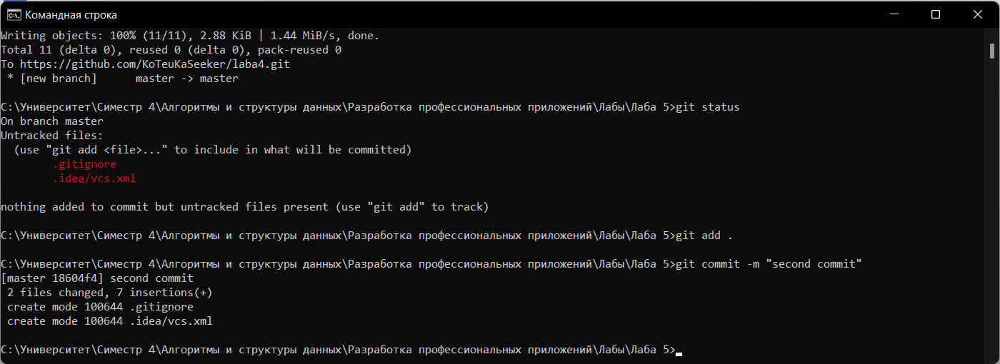 Командная строка
Writing objects: 100% (11/11), 2.88 KiB | 1.44 MiB/s, done.
Total 11 (delta 0), reused 0 (delta 0), pack-reused 0
To https://github.com/KoTeuKaSeeker/laba4.git
 * [new branch]      master -> master
C:\Университет\Симестр 4\Алгоритмы и структуры данных\Разработка профессиональных приложений\Лабы\Лаба 5>git status
On branch master
Untracked files:
  (use "git add <file>..." to include in what will be committed)
        .gitignore
        .idea/vcs.xml
nothing added to commit but untracked files present (use "git add" to track)
C:\Университет\Симестр 4\Алгоритмы и структуры данных\Разработка профессиональных приложений\Лабы\Лаба 5>git add .
C:\Университет\Симестр 4\Алгоритмы и структуры данных\Разработка профессиональных приложений\Лабы\Лаба 5>git commit -m "second commit"
[master 18604f4] second commit
 2 files changed, 7 insertions(+)
 create mode 100644 .gitignore
 create mode 100644 .idea/vcs.xml
C:\Университет\Симестр 4\Алгоритмы и структуры данных\Разработка профессиональных приложений\Лабы\Лаба 5>